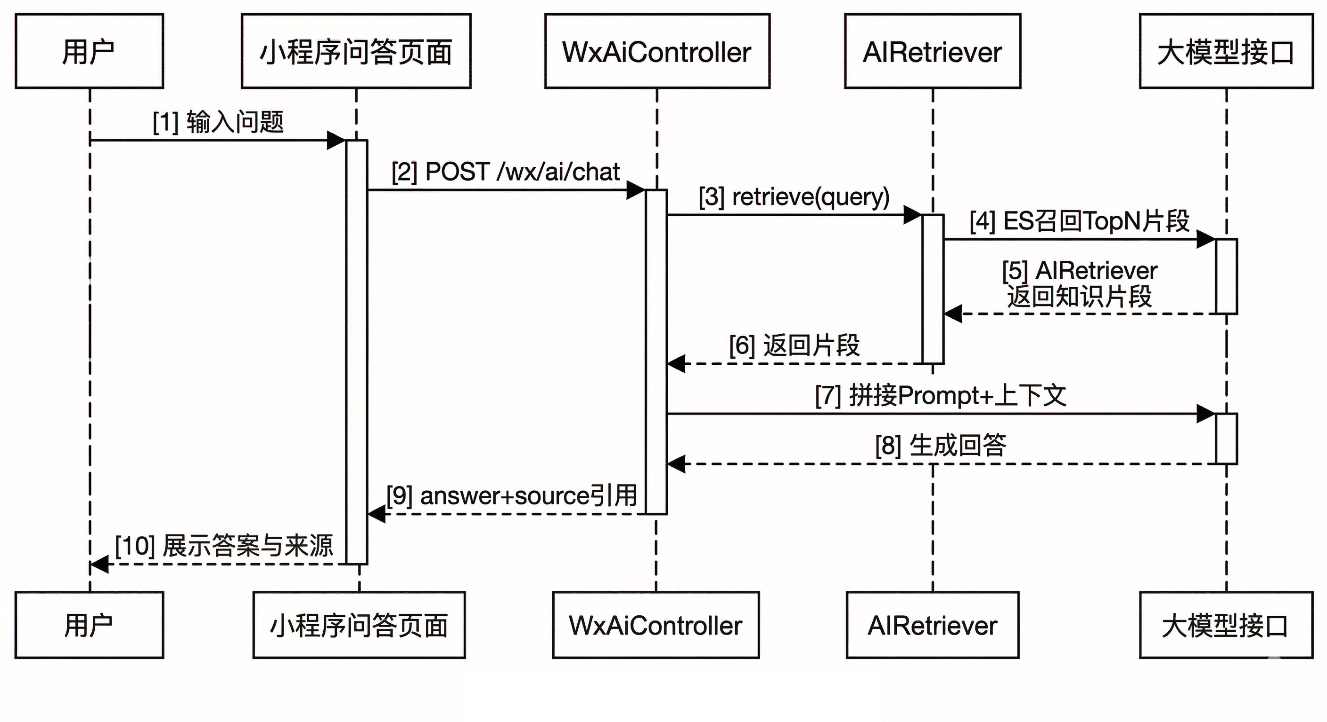 用户
小程序问答页面
WxAiController
AIRetriever
大模型接口
[1] 输入问题
[2] POST /wx/ai/chat
[3] retrieve(query)
[4] ES召回TopN片段
[5] AIRetriever
返回知识片段
[6] 返回片段
[7] 拼接Prompt+上下文
[8] 生成回答
[9] answer+source引用
[10] 展示答案与来源
用户
小程序问答页面
WxAiController
AIRetriever
大模型接口